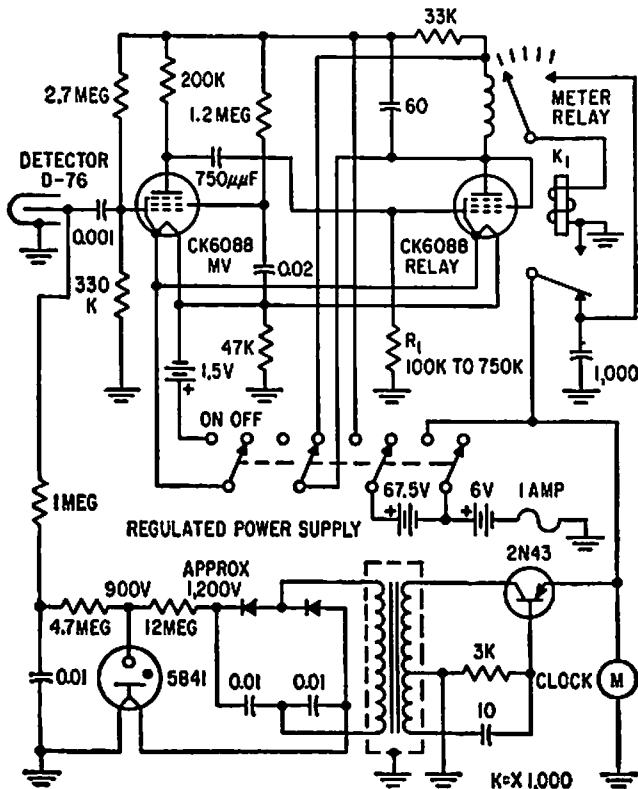 33K
200K
2.7 MEG
1.2 MEG
60
METER
RELAY
DETECTOR
D-76
750μμF
K1
0.001
CK6088
MV
CK6088
RELAY
0.02
330
K
47K
R1
100K TO 750K
1,000
1.5V
+
ON OFF
67.5V
6V
1 AMP
+
+
1 MEG
REGULATED POWER SUPPLY
2N43
APPROX
900V
1,200V
4.7MEG
12MEG
3K
0.01
5841
0.01
0.01
CLOCK
M
10
K=X 1,000